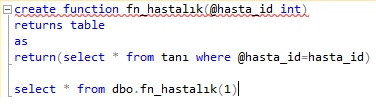 create function fn_hastalık(@hasta_id int)
returns table
as
return(select * from tanı where @hasta_id=hasta_id)
select * from dbo.fn_hastalık(1)